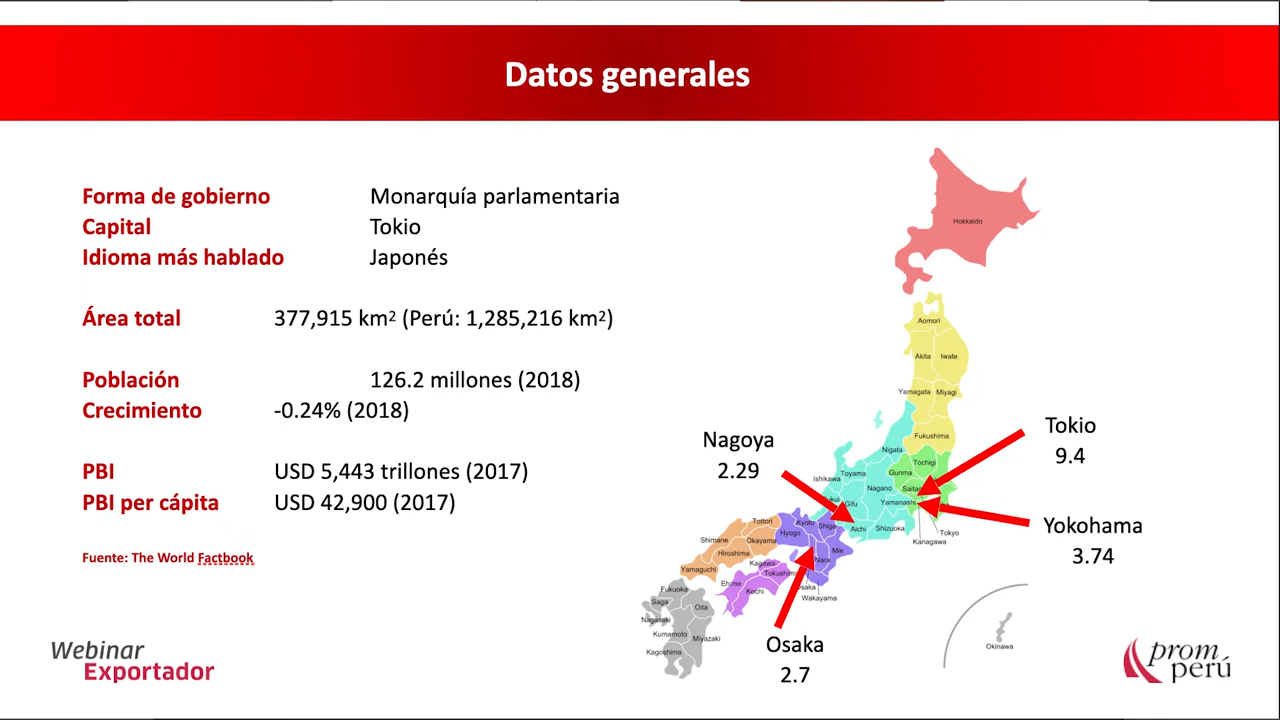 Datos generales
Forma de gobierno Monarquía parlamentaria
Capital Tokio
Idioma más hablado Japonés
Área total 377,915 km² (Perú: 1,285,216 km²)
Población 126.2 millones (2018)
Crecimiento -0.24% (2018)
PBI USD 5,443 trillones (2017)
PBI per cápita USD 42,900 (2017)
Fuente: The World Factbook
Webinar
Exportador
Hokkaido
Aomori
Akita Iwate
Yamagata Miyagi
Fukushima
Nigata
Tochigi
Gunma
Toyama
Ishikawa
Nagano
Gifu
Yamanashi
Aichi
Shizuoka
Tokyo
Kanagawa
Kyoto
Shiga
Hyogo
Mie
Nara
Wakayama
Tottori
Okayama
Shimane
Hiroshima
Yamaguchi
Kagawa
Tokushima
Ehime
Kochi
Fukuoka
Saga
Oita
Nagasaki
Kumamoto
Miyazaki
Kagoshima
Okinawa
Nagoya
2.29
Tokio
9.4
Yokohama
3.74
Osaka
2.7
prom
perú